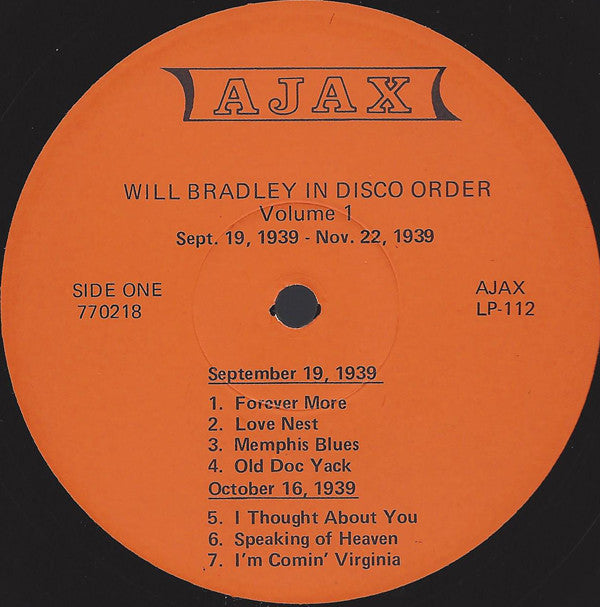 AJAX
WILL BRADLEY IN DISCO ORDER
Volume 1
Sept. 19, 1939 - Nov. 22, 1939
SIDE ONE
770218
AJAX
LP-112
September 19, 1939
1. Forever More
2. Love Nest
3. Memphis Blues
4. Old Doc Yack
October 16, 1939
5. I Thought About You
6. Speaking of Heaven
7. I'm Comin' Virginia